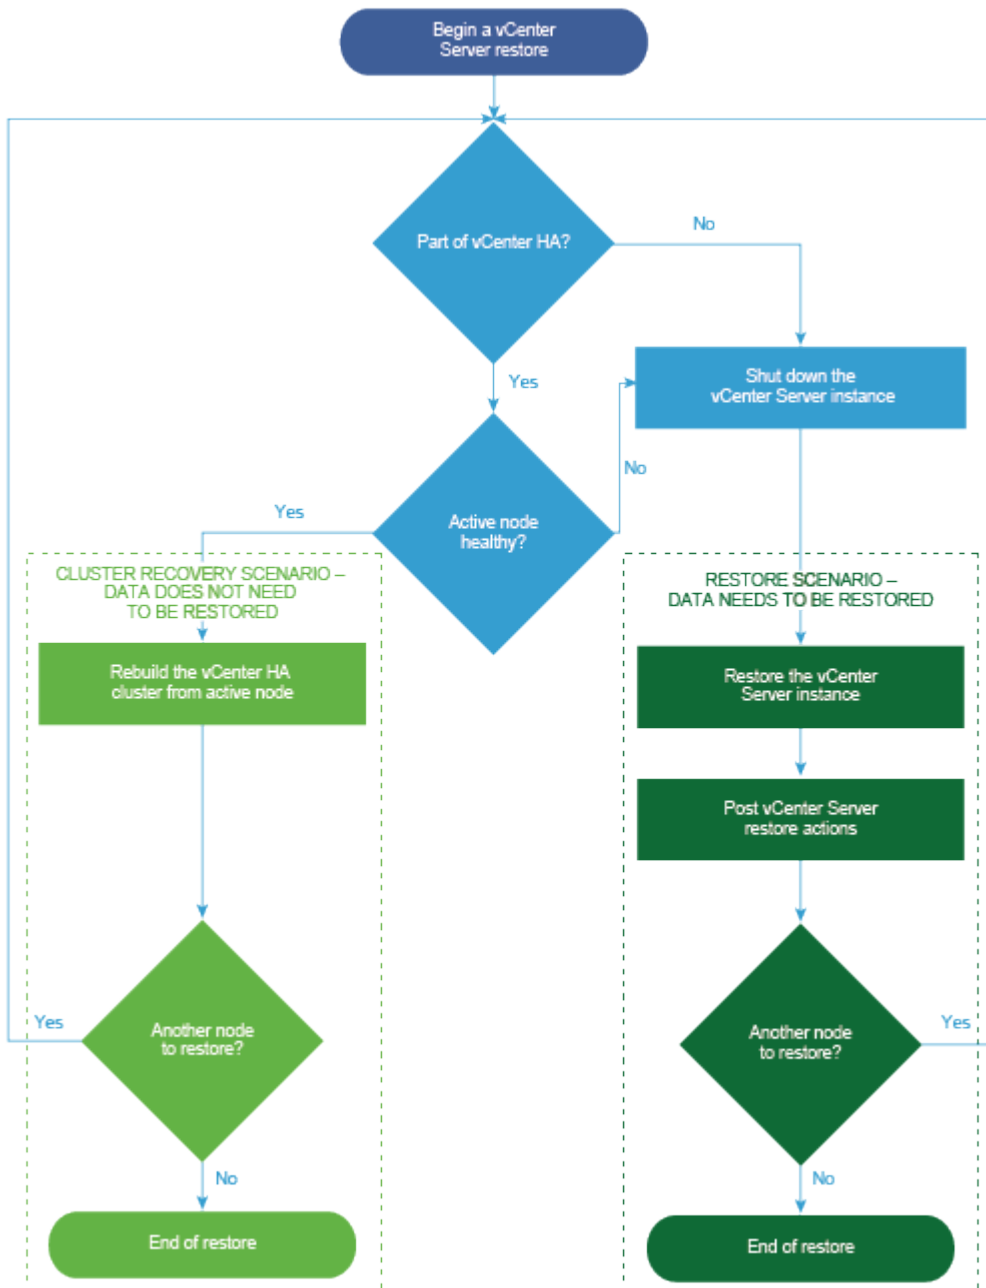 Begin a vCenter
Server restore
Part of vCenter HA?
No
Yes
Shut down the
vCenter Server instance
No
Active node
healthy?
Yes
CLUSTER RECOVERY SCENARIO –
DATA DOES NOT NEED
TO BE RESTORED
Rebuild the vCenter HA
cluster from active node
Another node
to restore?
Yes
No
End of restore
RESTORE SCENARIO –
DATA NEEDS TO BE RESTORED
Restore the vCenter
Server instance
Post vCenter Server
restore actions
Another node
to restore?
Yes
No
End of restore